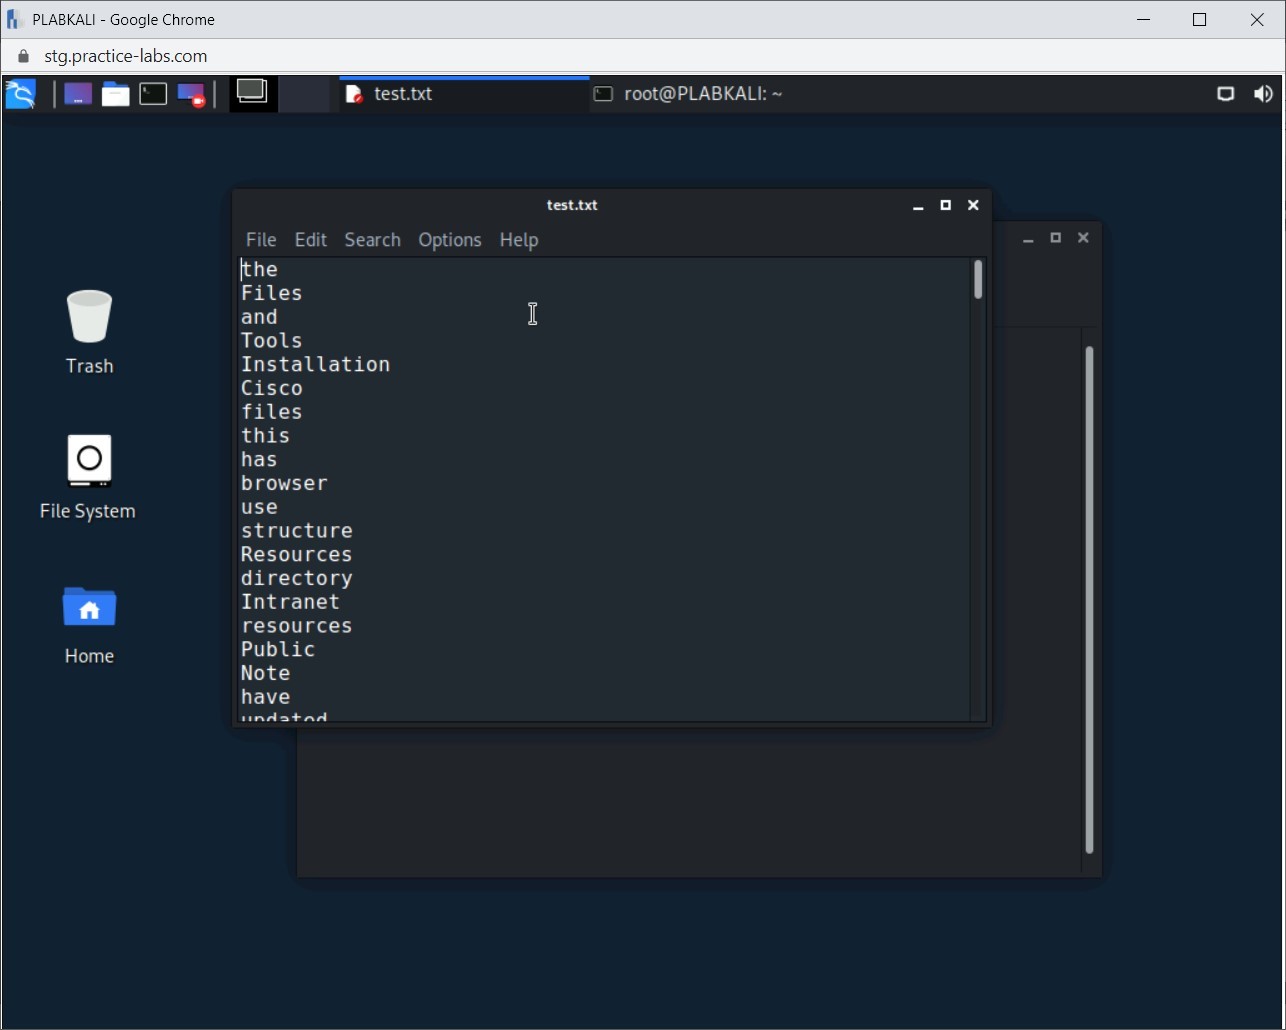 PLABKALI - Google Chrome
stg.practice-labs.com
test.txt
root@PLABKALI: ~
test.txt
File Edit Search Options Help
the
Files
and
Tools
Installation
Cisco
files
this
has
browser
use
structure
Resources
directory
Intranet
resources
Public
Note
have
updated
Trash
File System
Home